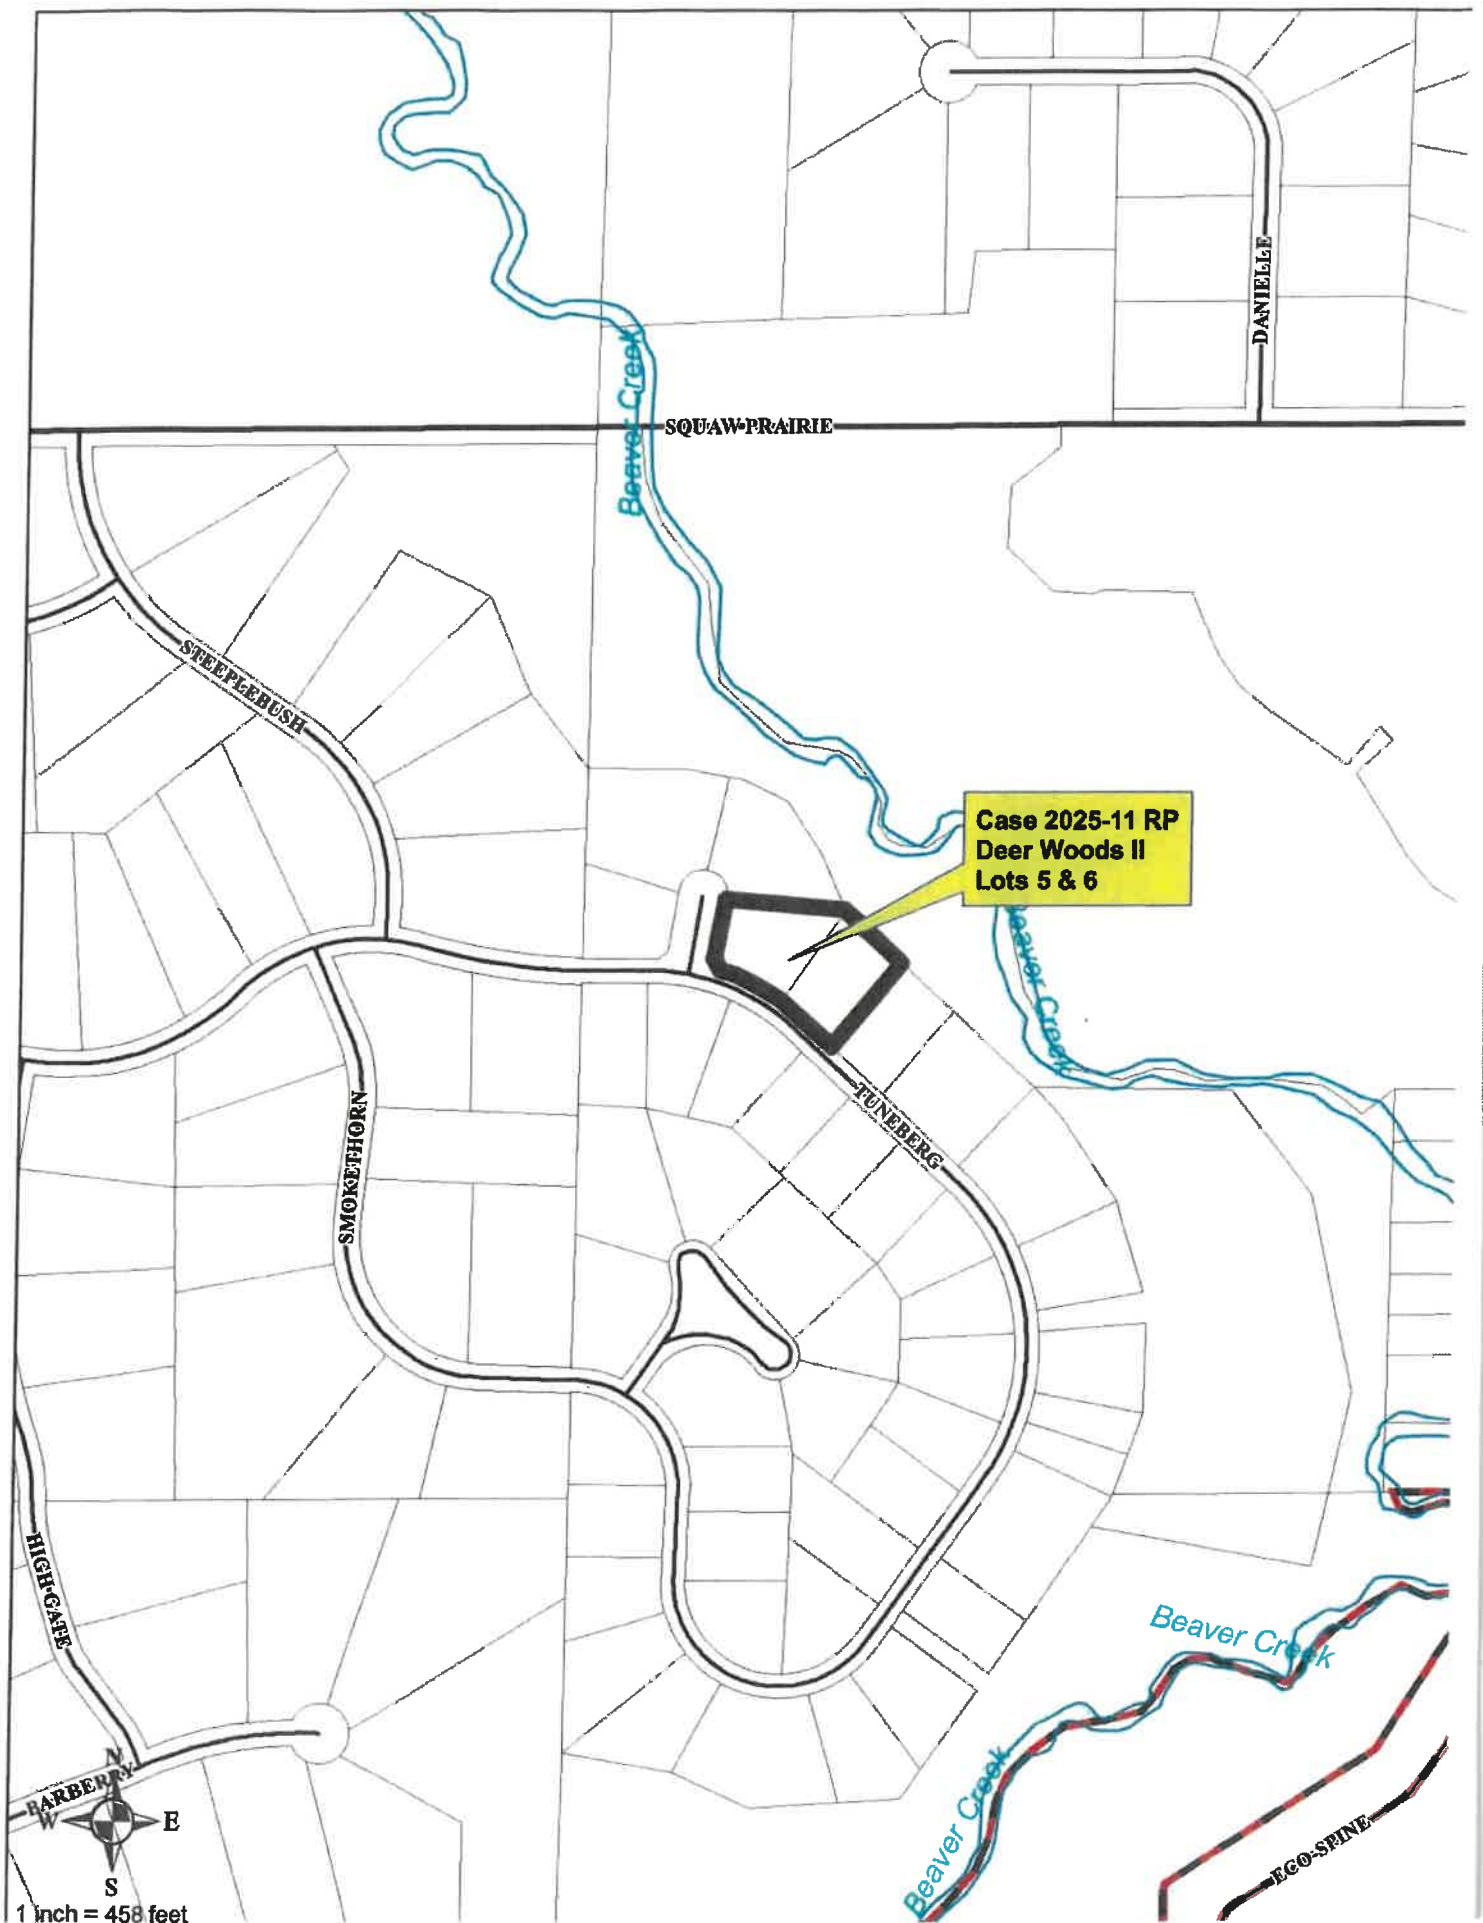 DANIELLE
Beaver Creek
SQUAW PRAIRIE
STEEPLEBUSH
Case 2025-11 RP
Deer Woods II
Lots 5 & 6
Beaver Creek
TUNEBERG
SMOKETHORN
HIGH GATE
Beaver Creek
Beaver Creek
BARBERRY
ECO-SPINE
N
W
E
S
1 inch = 458 feet